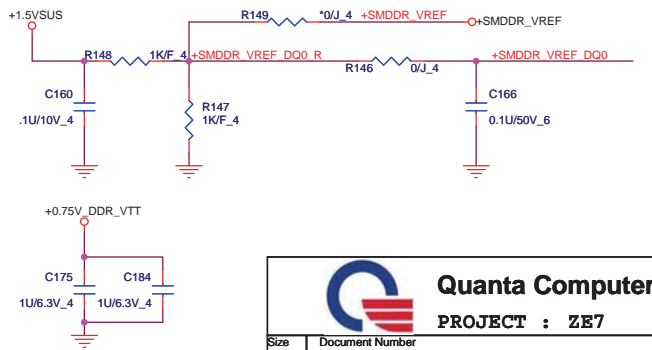 +1.5VSUS
R149
*0/J_4
+SMDDR_VREF
+SMDDR_VREF
R148
1K/F_4
+SMDDR_VREF_DQ0_R
R146
0/J_4
+SMDDR_VREF_DQ0
C160
.1U/10V_4
R147
1K/F_4
C166
0.1U/50V_6
+0.75V_DDR_VTT
C175
1U/6.3V_4
C184
1U/6.3V_4
Quanta Computer
PROJECT : ZE7
Size
Document Number